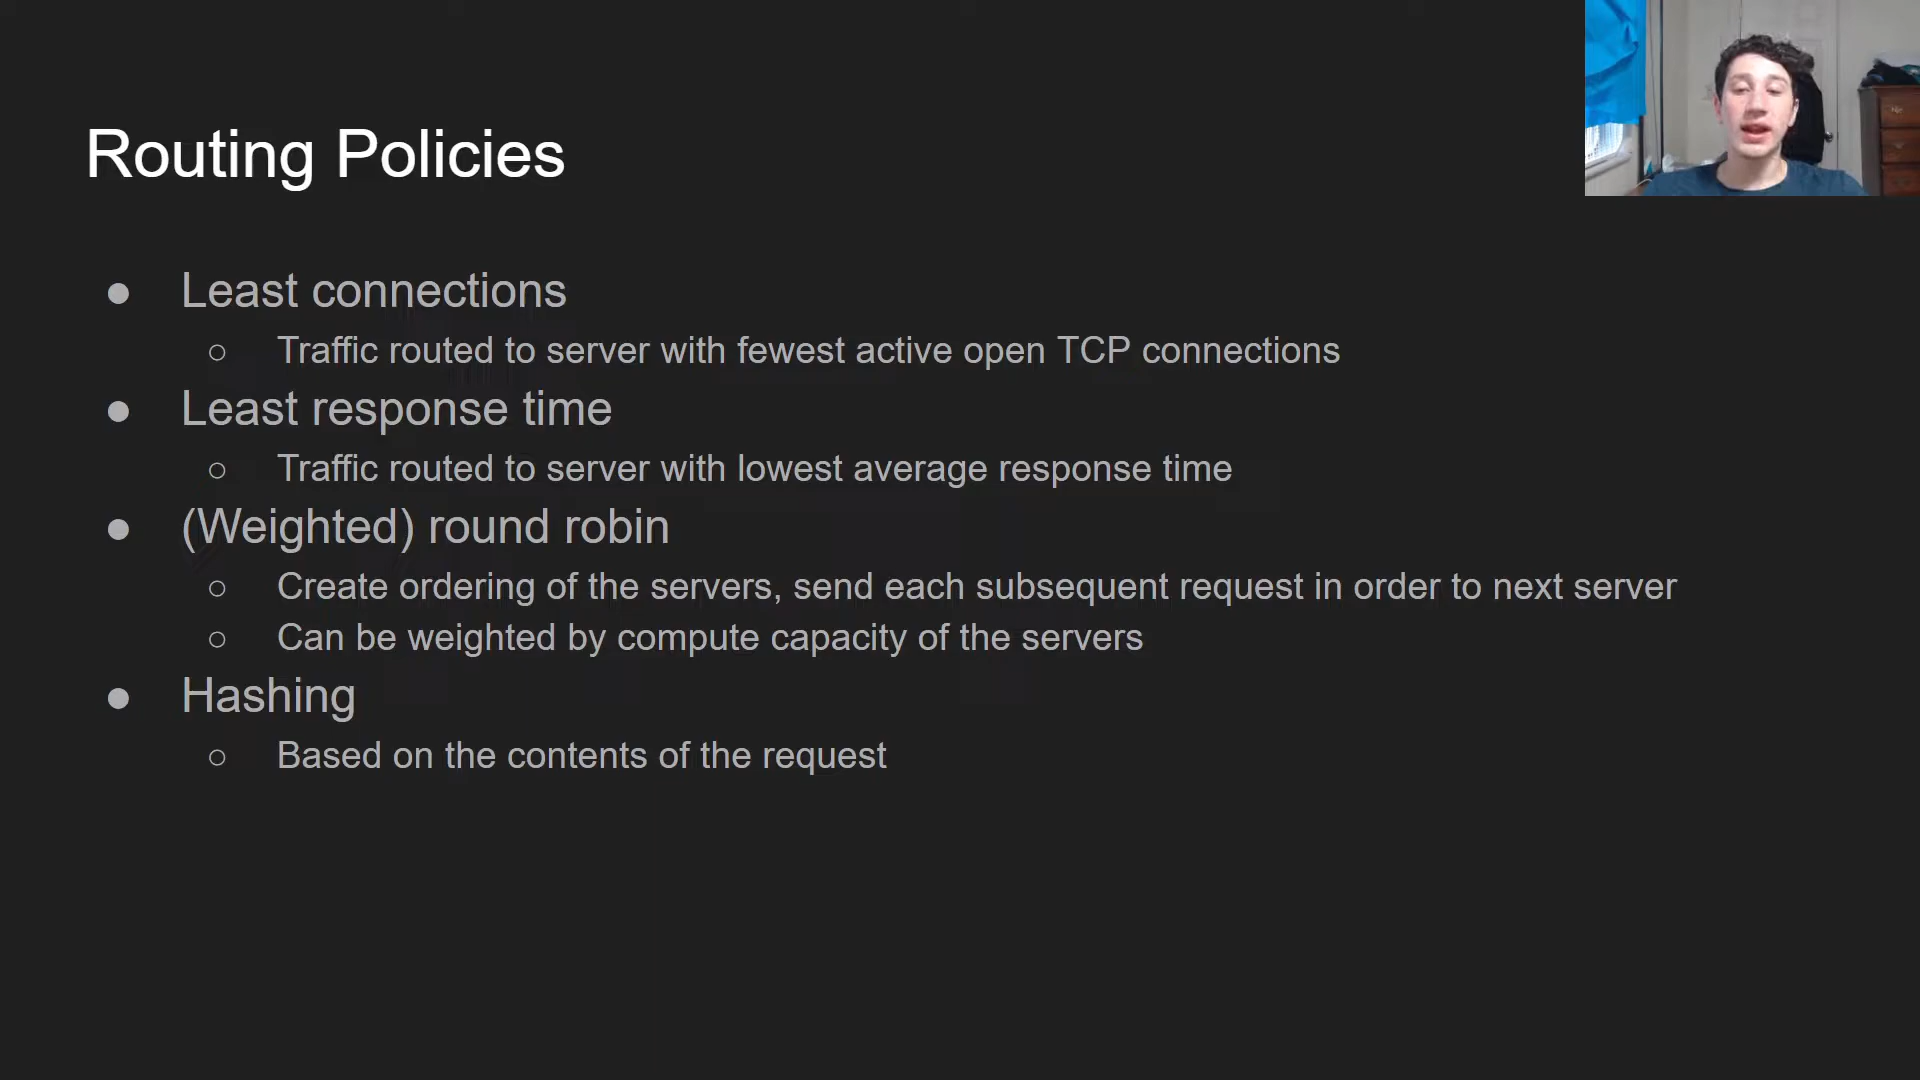 Routing Policies
● Least connections
○ Traffic routed to server with fewest active open TCP connections
● Least response time
○ Traffic routed to server with lowest average response time
● (Weighted) round robin
○ Create ordering of the servers, send each subsequent request in order to next server
○ Can be weighted by compute capacity of the servers
● Hashing
○ Based on the contents of the request